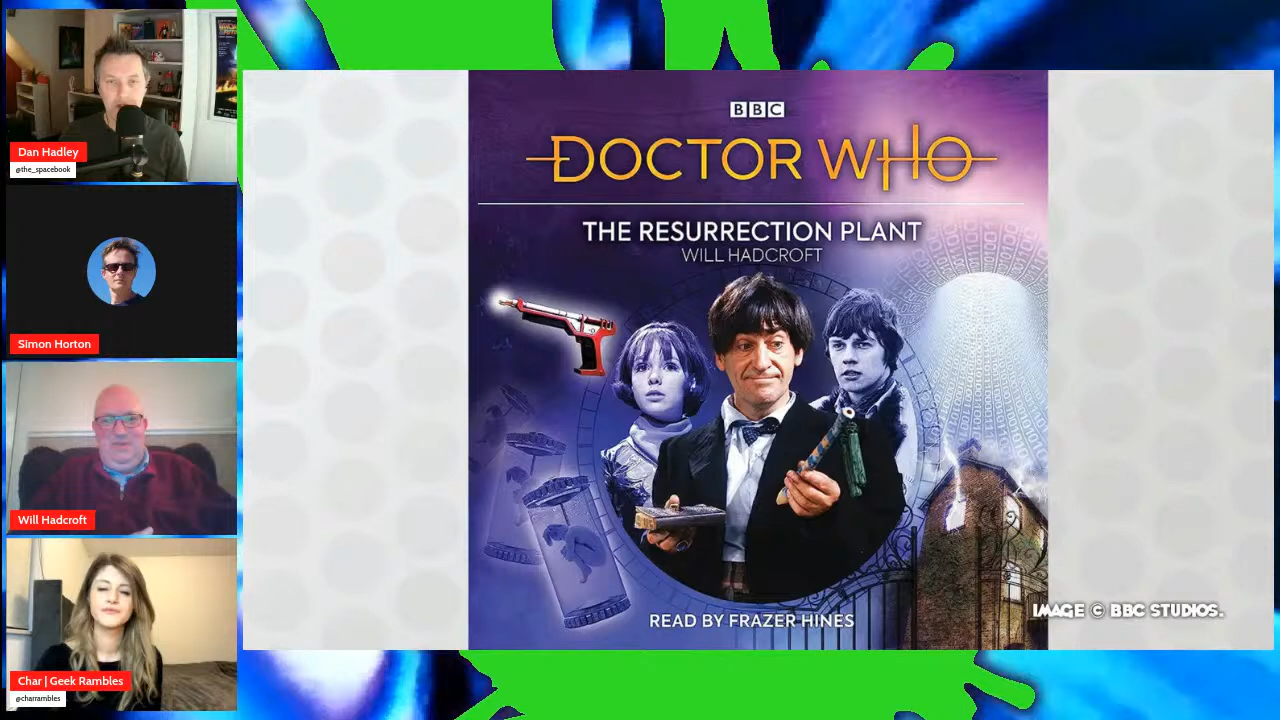 Dan Hadley
@the_spacebook
Simon Horton
Will Hadcroft
Char | Geek Rambles
@charrambles
BBC
DOCTOR WHO
THE RESURRECTION PLANT
WILL HADCROFT
READ BY FRAZER HINES
IMAGE © BBC STUDIOS.